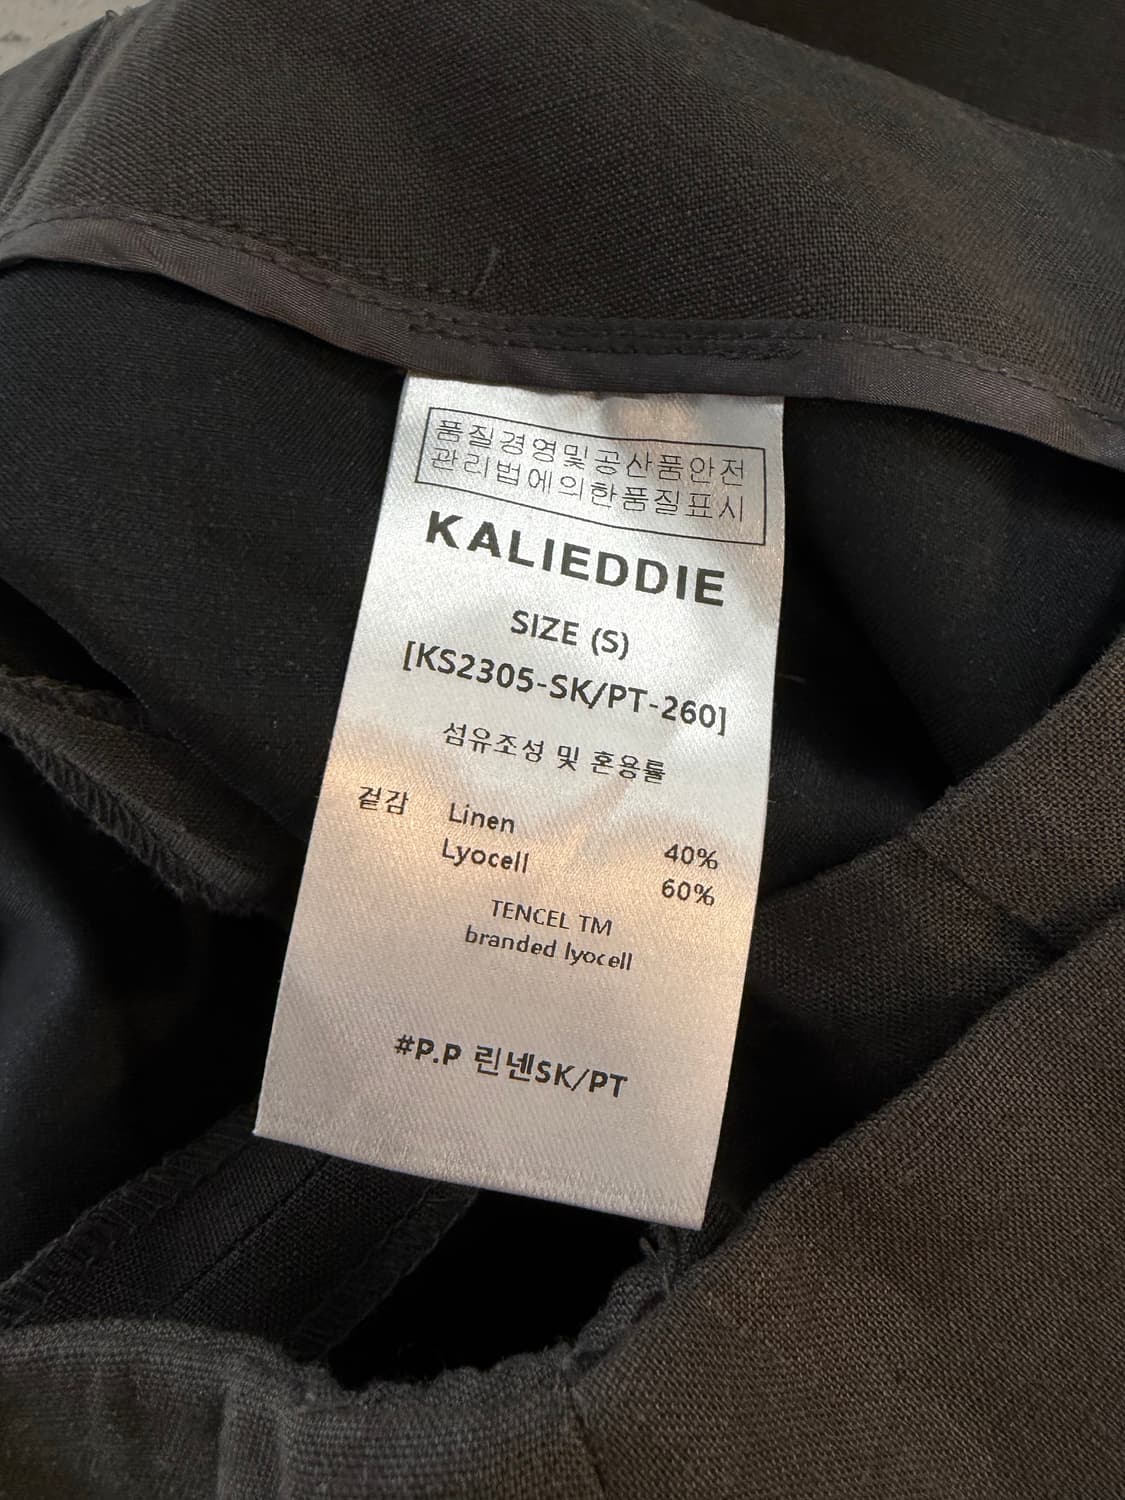 품질경영및공산품안전
관리법에의한품질표시
KALIEDDIE
SIZE (S)
[KS2305-SK/PT-260]
섬유조성 및 혼용률
겉감 Linen 40%
Lyocell 60%
TENCEL TM
branded lyocell
#P.P 린넨SK/PT